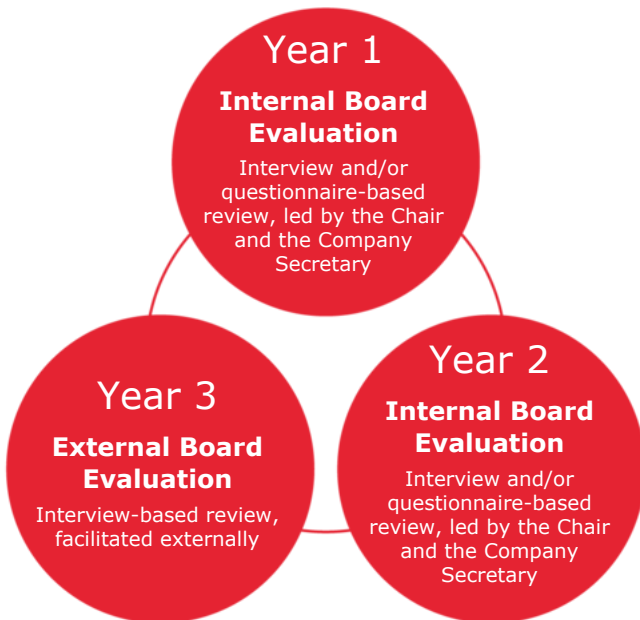 Year 1
Internal Board
Evaluation
Interview and/or
questionnaire-based
review, led by the Chair
and the Company
Secretary
Year 2
Internal Board
Evaluation
Interview and/or
questionnaire-based
review, led by the Chair
and the Company
Secretary
Year 3
External Board
Evaluation
Interview-based review,
facilitated externally